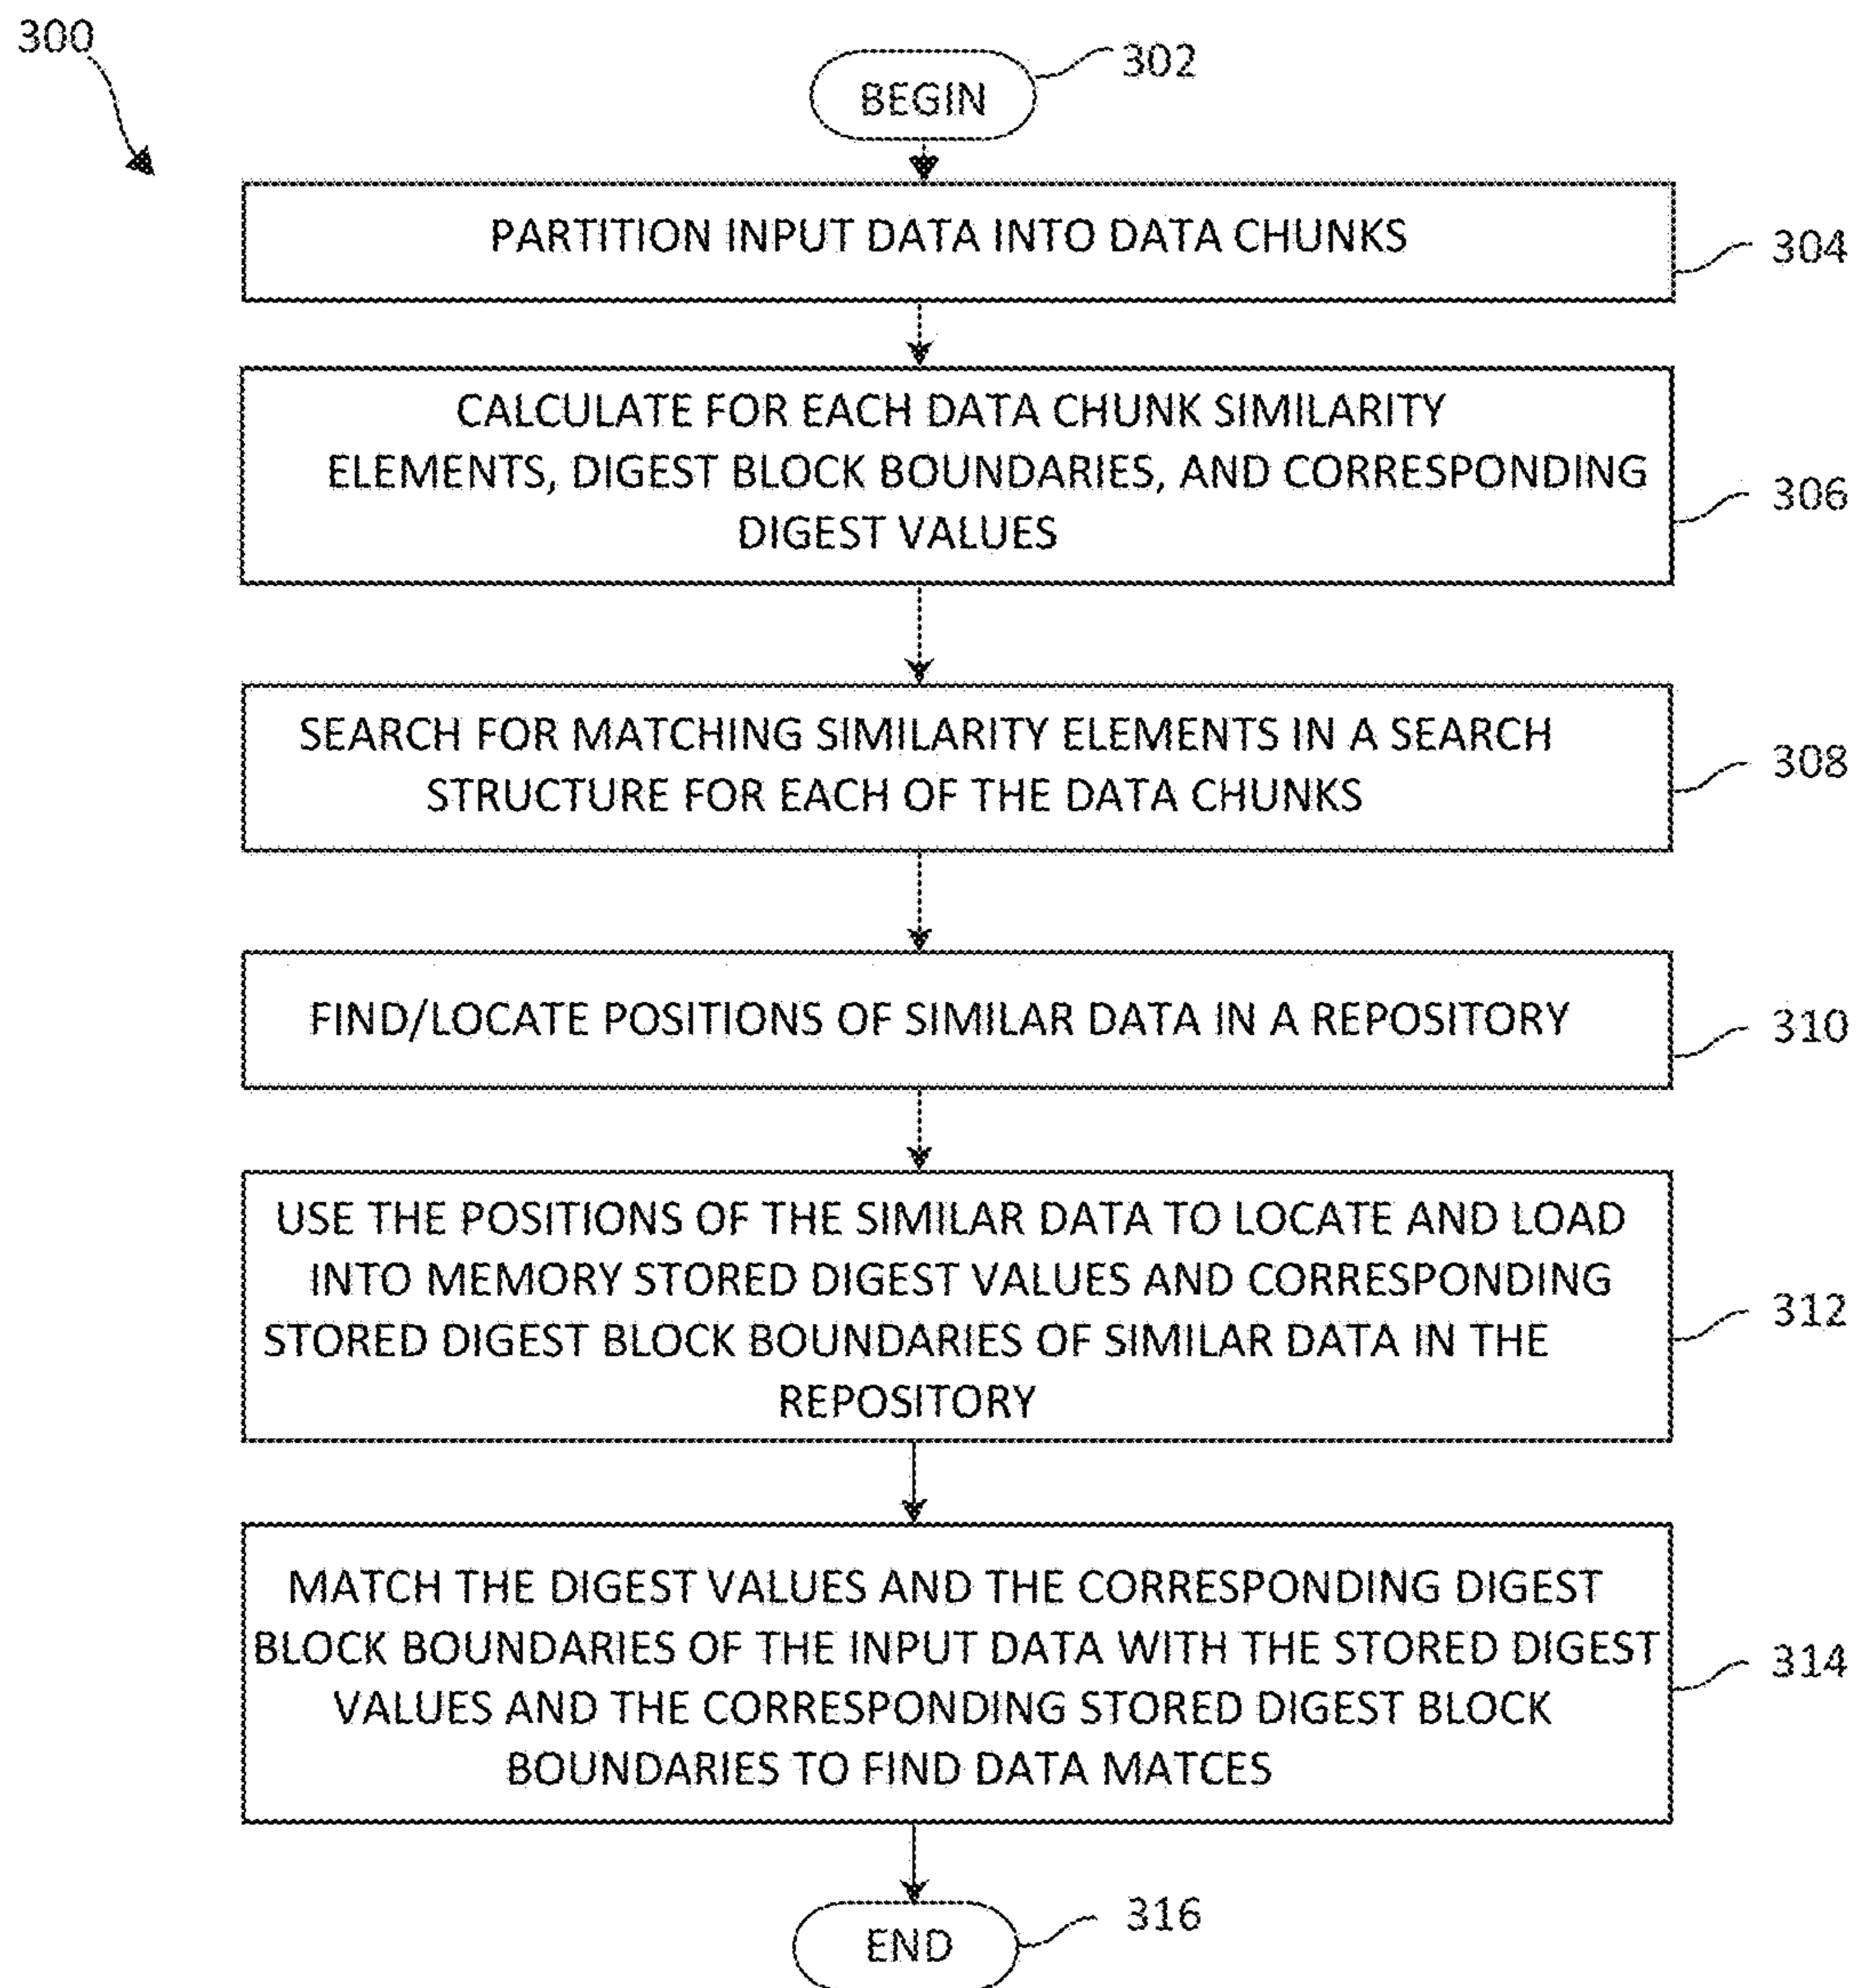 300
302
BEGIN
PARTITION INPUT DATA INTO DATA CHUNKS
304
CALCULATE FOR EACH DATA CHUNK SIMILARITY
ELEMENTS, DIGEST BLOCK BOUNDARIES, AND CORRESPONDING
DIGEST VALUES
306
SEARCH FOR MATCHING SIMILARITY ELEMENTS IN A SEARCH
STRUCTURE FOR EACH OF THE DATA CHUNKS
308
FIND/LOCATE POSITIONS OF SIMILAR DATA IN A REPOSITORY
310
USE THE POSITIONS OF THE SIMILAR DATA TO LOCATE AND LOAD
INTO MEMORY STORED DIGEST VALUES AND CORRESPONDING
STORED DIGEST BLOCK BOUNDARIES OF SIMILAR DATA IN THE
REPOSITORY
312
MATCH THE DIGEST VALUES AND THE CORRESPONDING DIGEST
BLOCK BOUNDARIES OF THE INPUT DATA WITH THE STORED DIGEST
VALUES AND THE CORRESPONDING STORED DIGEST BLOCK
BOUNDARIES TO FIND DATA MATCES
314
316
END